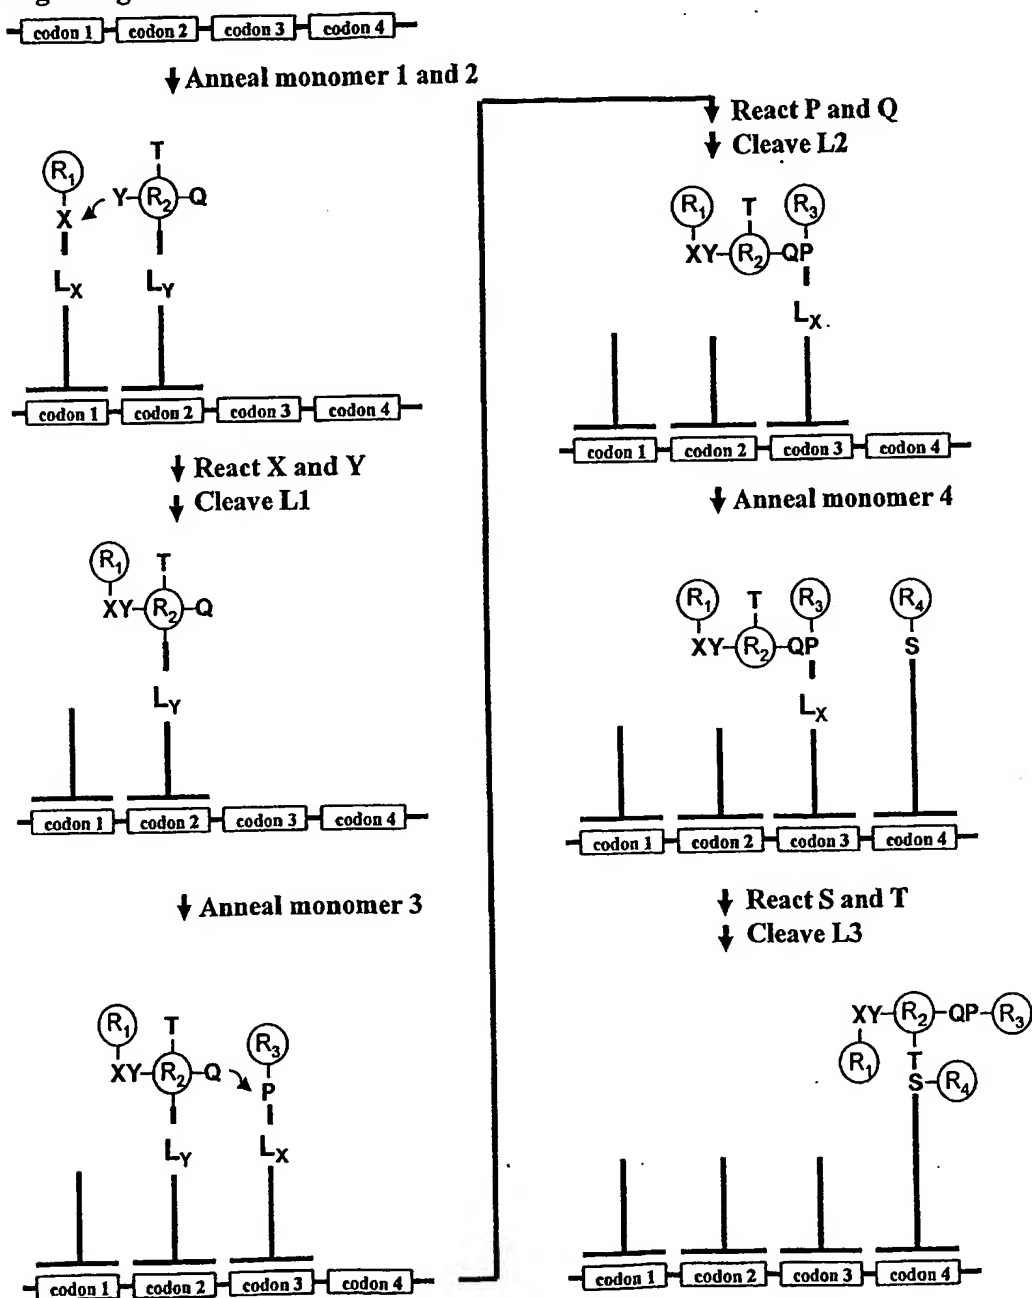 codon 1 codon 2 codon 3 codon 4
Anneal monomer 1 and 2
R1 T
X Y R2 Q
LX LY
codon 1 codon 2 codon 3 codon 4
React X and Y
Cleave L1
R1 T
XY R2 Q
LY
codon 1 codon 2 codon 3 codon 4
Anneal monomer 3
R1 T R3
XY R2 Q P
LY LX
codon 1 codon 2 codon 3 codon 4
React P and Q
Cleave L2
R1 T R3
XY R2 QP
LX
codon 1 codon 2 codon 3 codon 4
Anneal monomer 4
R1 T R3 R4
XY R2 QP S
LX
codon 1 codon 2 codon 3 codon 4
React S and T
Cleave L3
XY R2 QP R3
R1 T
S R4
codon 1 codon 2 codon 3 codon 4